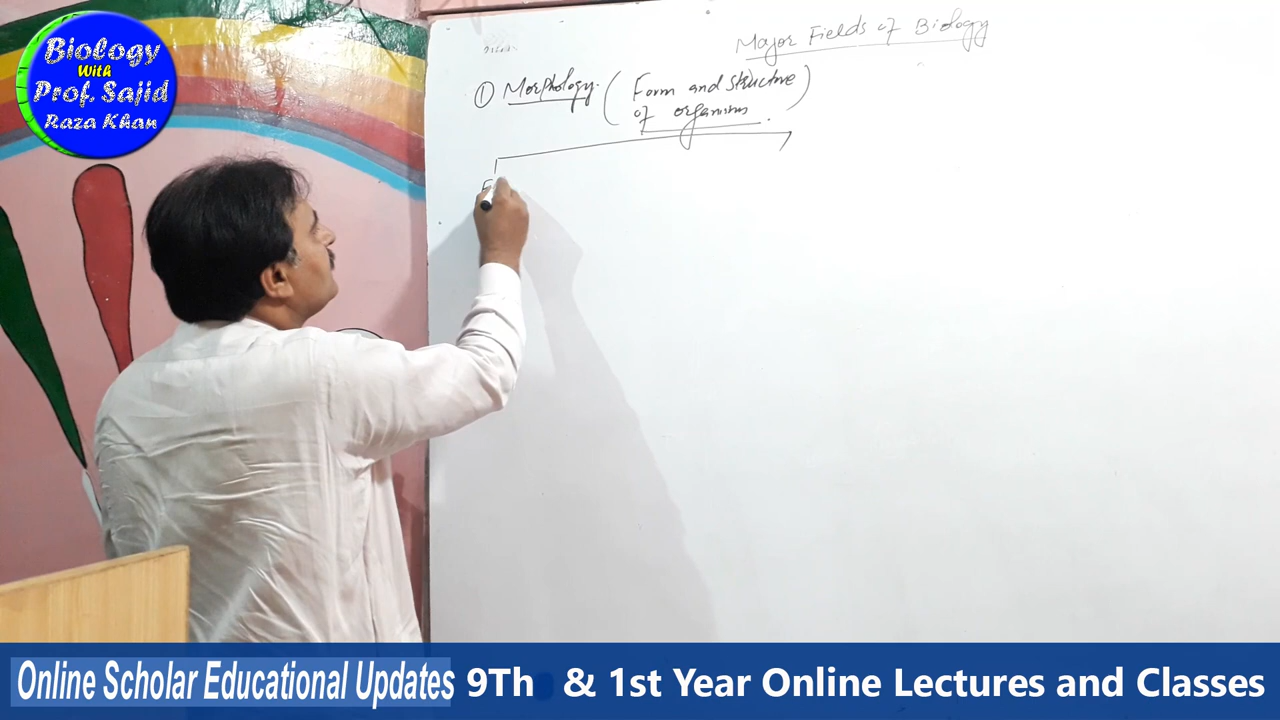 Biology
With
Prof. Sajid
Raza Khan
Major Fields of Biology
① Morphology. ( Form and structure
of organisms. )
Online Scholar Educational Updates 9Th & 1st Year Online Lectures and Classes